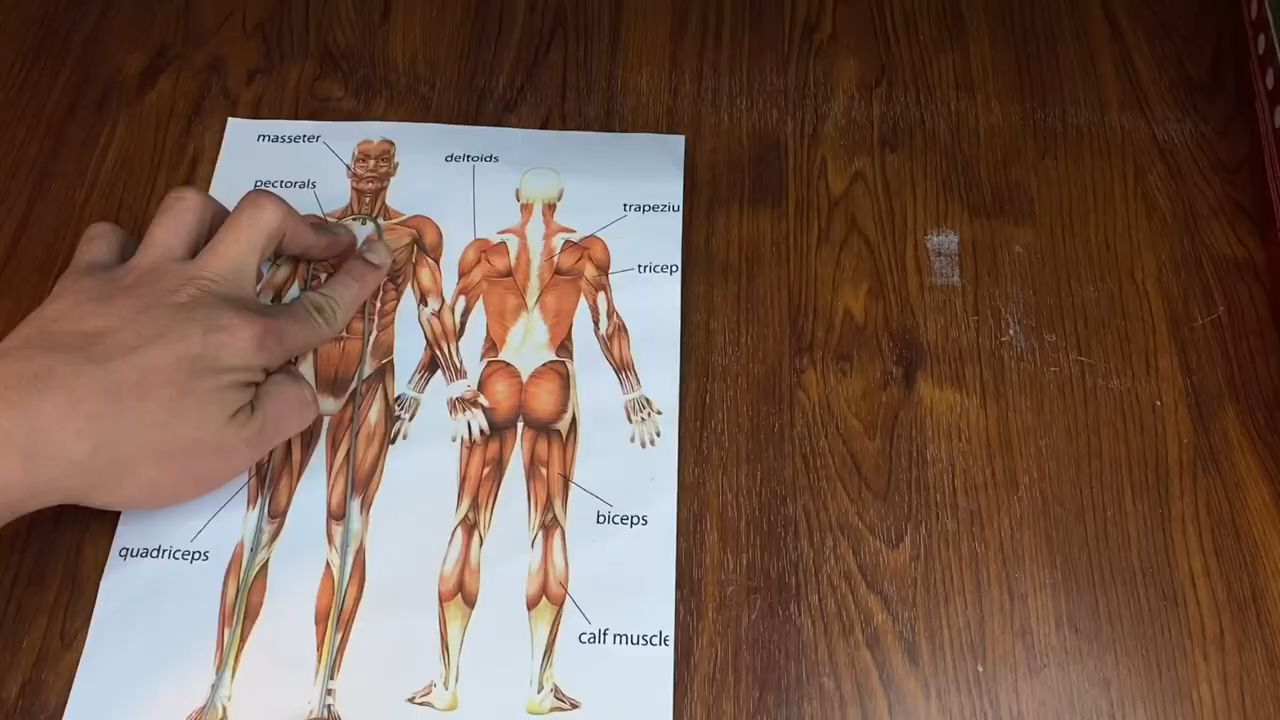 masseter
pectorals
deltoids
trapeziu
tricep
quadriceps
biceps
calf muscle